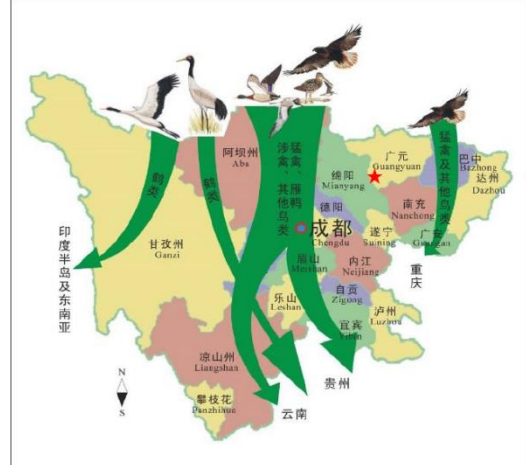 鹤类
鹤类
猛禽、雁鸭
涉禽、其他鸟类
猛禽及其他鸟类
阿坝州
Aba
广元
Guangyuan
巴中
Bazhong
达州
Dazhou
绵阳
Mianyang
德阳
南充
Nancheng
成都
Chengdu
遂宁
Suining
广安
Guangan
甘孜州
Ganzi
眉山
Meishan
内江
Neijiang
重庆
印度半岛及东南亚
乐山
Leshan
自贡
Zigong
泸州
Luzhou
宜宾
Yibin
凉山州
Liangshan
贵州
攀枝花
Panzhihua
云南
N
S